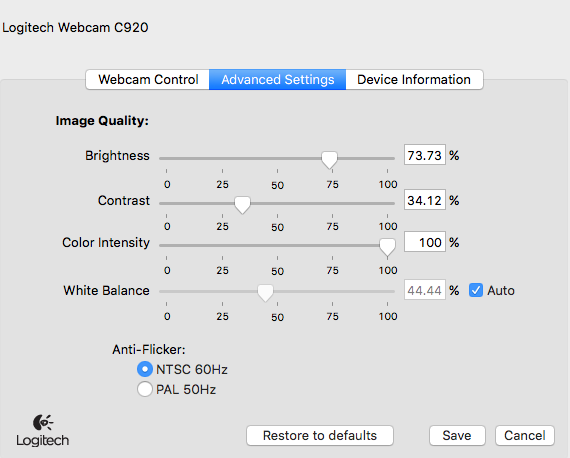 Logitech Webcam C920
Webcam Control Advanced Settings Device Information
Image Quality:
Brightness 73.73 %
0 25 50 75 100
Contrast 34.12 %
0 25 50 75 100
Color Intensity 100 %
0 25 50 75 100
White Balance 44.44 % Auto
0 25 50 75 100
Anti-Flicker:
NTSC 60Hz
PAL 50Hz
Logitech
Restore to defaults Save Cancel